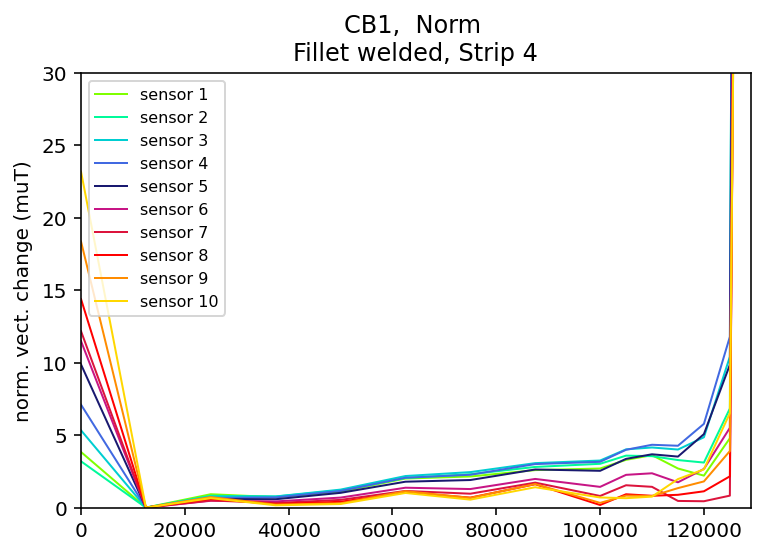 CB1,  Norm
Fillet welded, Strip 4
norm. vect. change (muT)
30
25
20
15
10
5
0
sensor 1
sensor 2
sensor 3
sensor 4
sensor 5
sensor 6
sensor 7
sensor 8
sensor 9
sensor 10
0 20000 40000 60000 80000 100000 120000